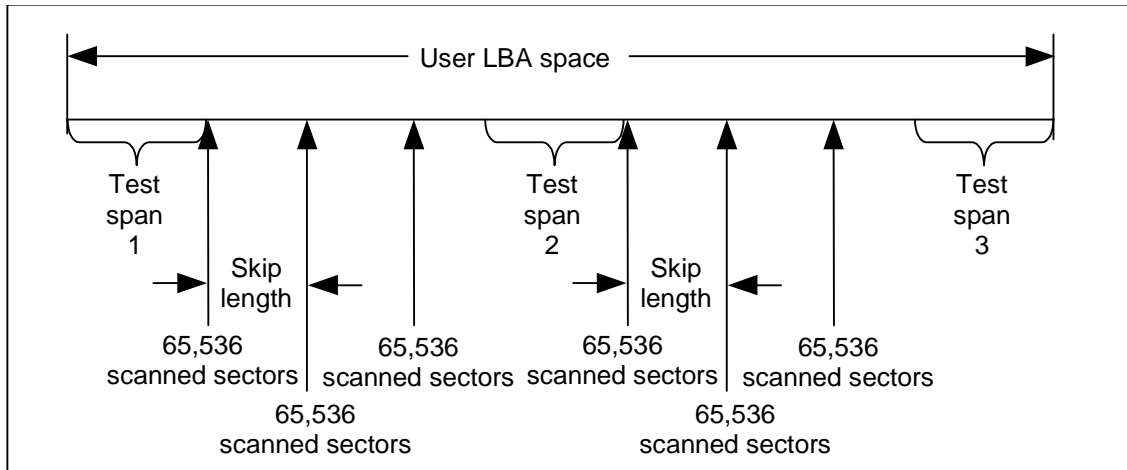 User LBA space
Test
span
1
Test
span
2
Test
span
3
Skip
length
Skip
length
65,536
scanned sectors
65,536
scanned sectors
65,536
scanned sectors
65,536
scanned sectors
65,536
scanned sectors
65,536
scanned sectors